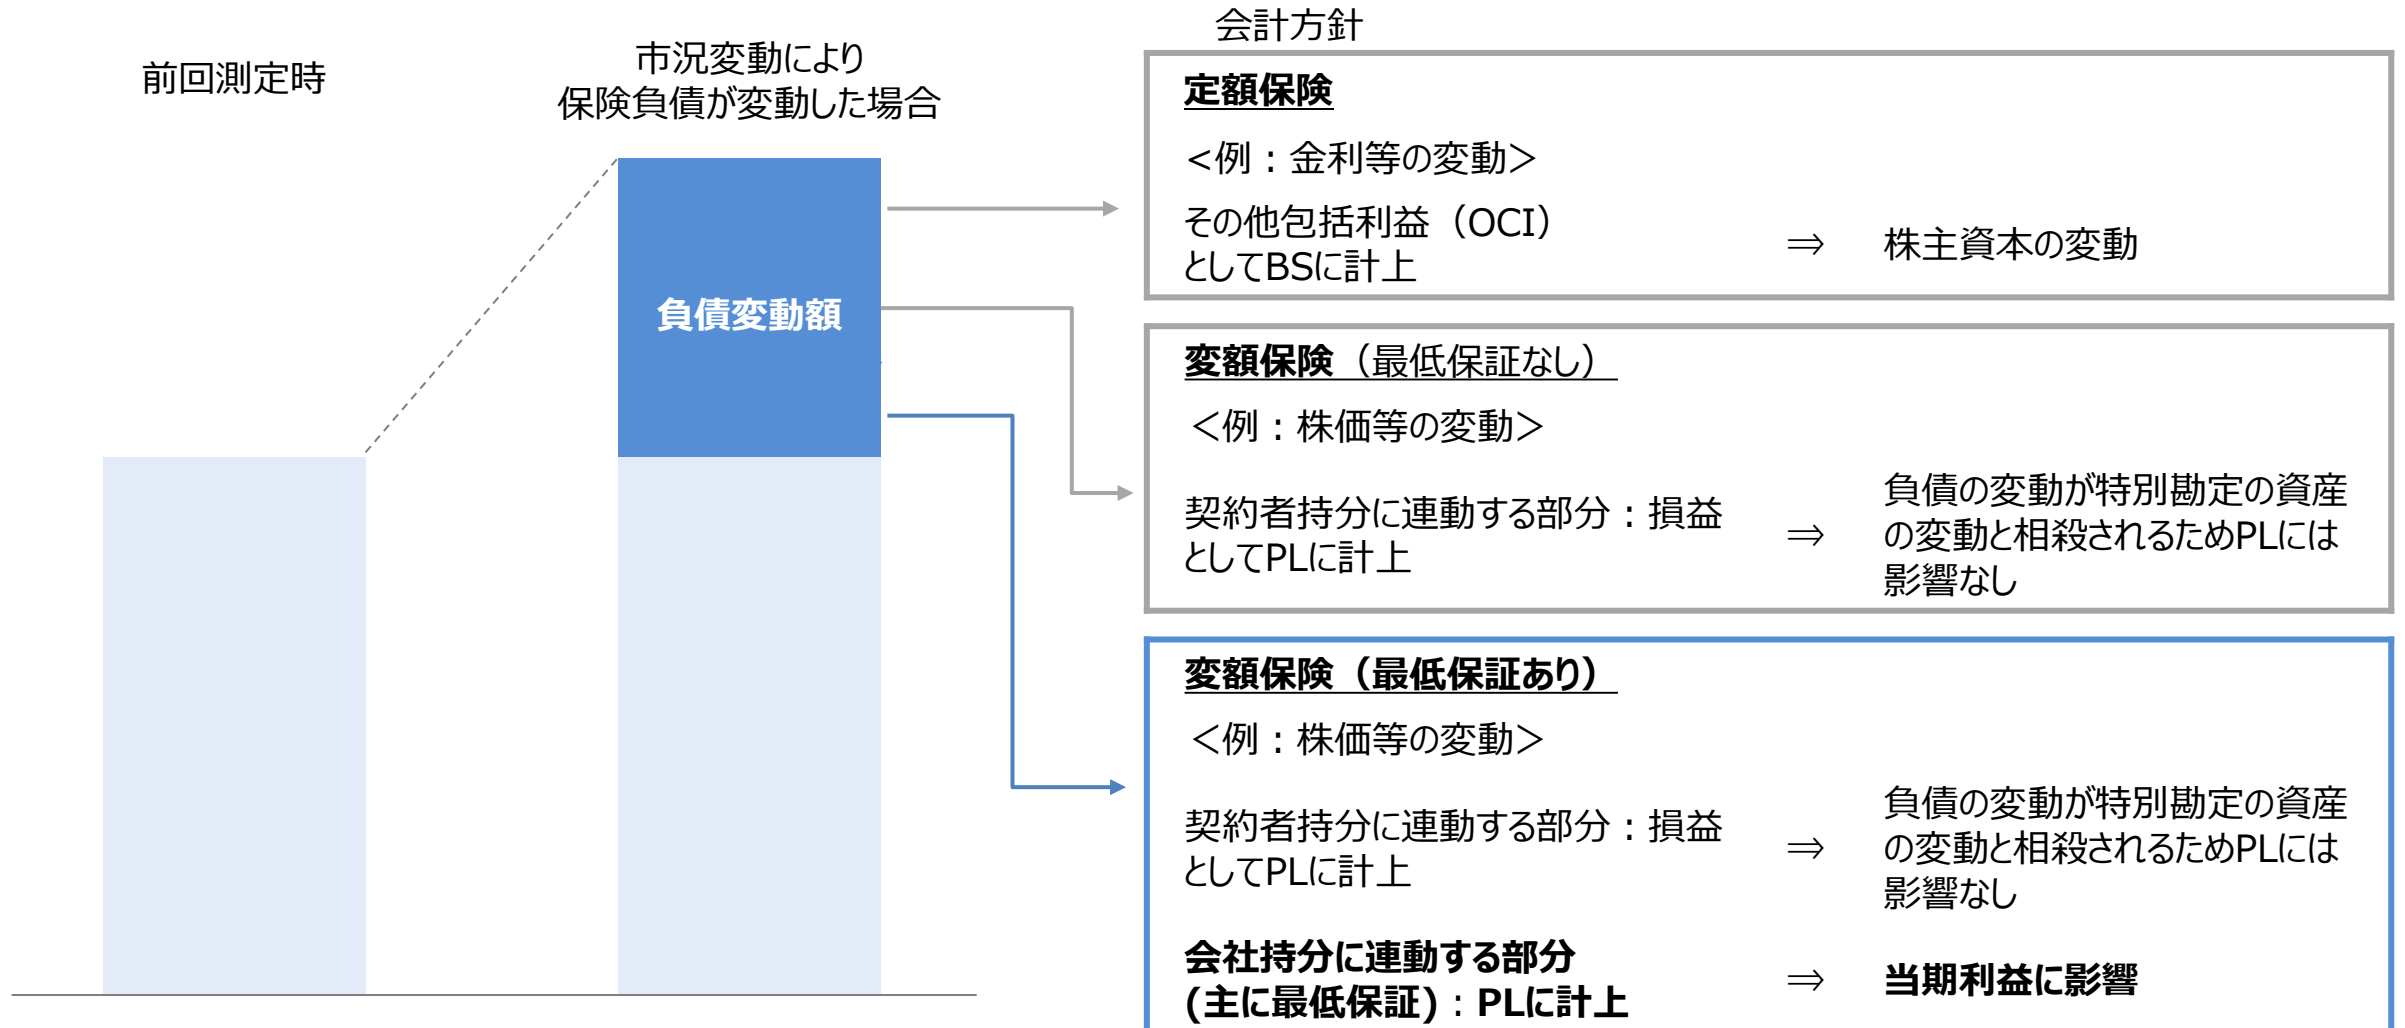 前回測定時
市況変動により
保険負債が変動した場合
負債変動額
会計方針
定額保険
<例：金利等の変動＞
その他包括利益（OCI）
としてBSに計上
⇒
株主資本の変動
変額保険（最低保証なし）
＜例：株価等の変動＞
契約者持分に連動する部分：損益
としてPLに計上
⇒
負債の変動が特別勘定の資産
の変動と相殺されるためPLには
影響なし
変額保険（最低保証あり）
＜例：株価等の変動＞
契約者持分に連動する部分：損益
としてPLに計上
⇒
負債の変動が特別勘定の資産
の変動と相殺されるためPLには
影響なし
会社持分に連動する部分
(主に最低保証)：PLに計上
⇒
当期利益に影響